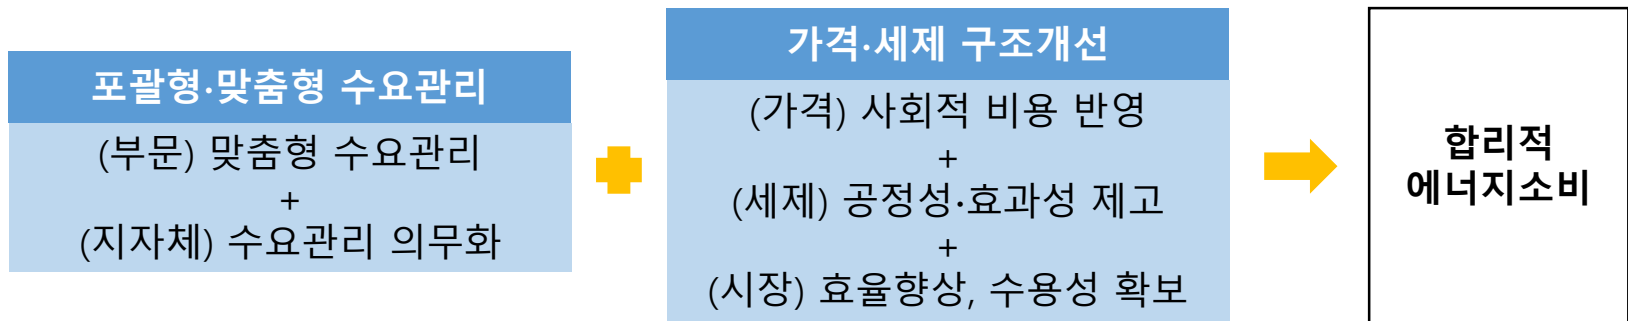 포괄형·맞춤형 수요관리
(부문) 맞춤형 수요관리
+
(지자체) 수요관리 의무화
가격·세제 구조개선
(가격) 사회적 비용 반영
+
(세제) 공정성·효과성 제고
+
(시장) 효율향상, 수용성 확보
합리적
에너지소비